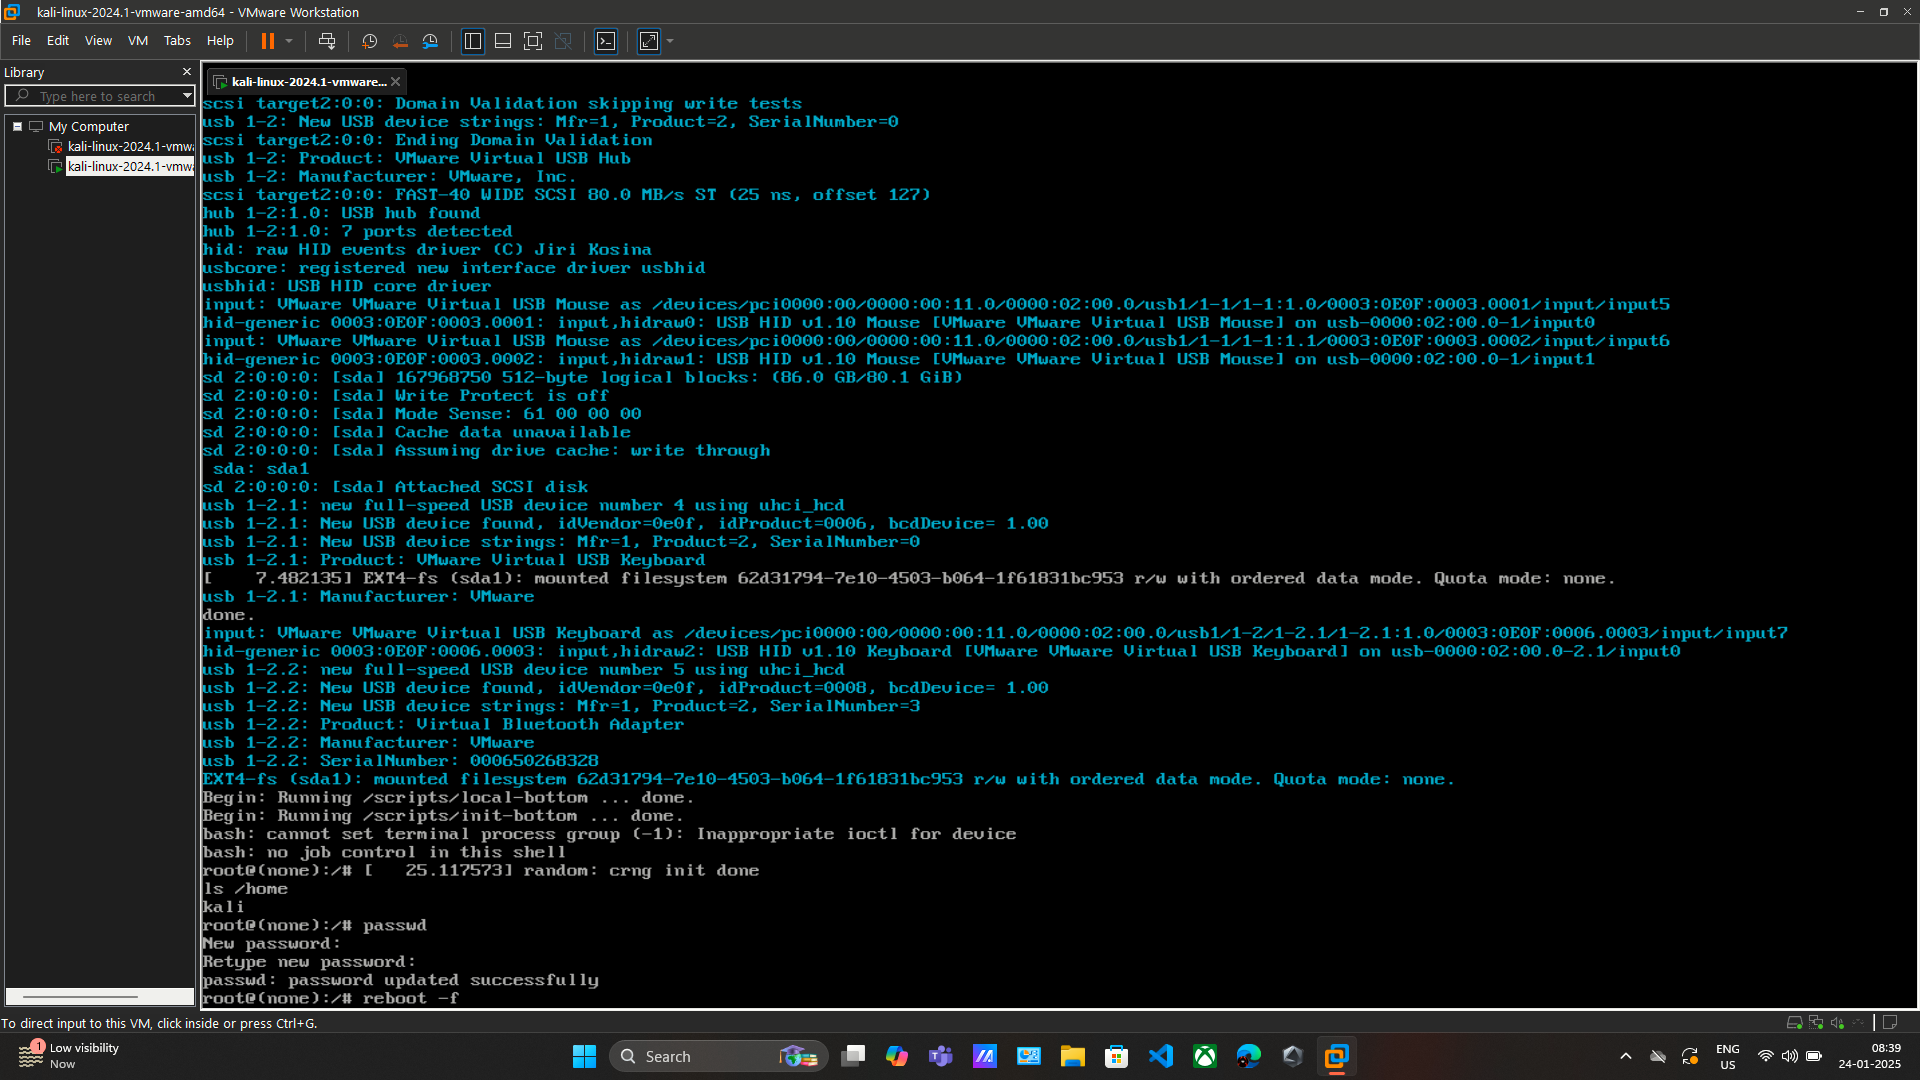 kali-linux-2024.1-vmware-amd64 - VMware Workstation
File Edit View VM Tabs Help
Library
Type here to search
My Computer
kali-linux-2024.1-vmwa
kali-linux-2024.1-vmwa
kali-linux-2024.1-vmware...
scsi target2:0:0: Domain Validation skipping write tests
usb 1-2: New USB device strings: Mfr=1, Product=2, SerialNumber=0
scsi target2:0:0: Ending Domain Validation
usb 1-2: Product: VMware Virtual USB Hub
usb 1-2: Manufacturer: VMware, Inc.
scsi target2:0:0: FAST-40 WIDE SCSI 80.0 MB/s ST (25 ns, offset 127)
hub 1-2:1.0: USB hub found
hub 1-2:1.0: 7 ports detected
hid: raw HID events driver (C) Jiri Kosina
usbcore: registered new interface driver usbhid
usbhid: USB HID core driver
input: VMware VMware Virtual USB Mouse as /devices/pci0000:00/0000:00:11.0/0000:02:00.0/usb1/1-1/1-1:1.0/0003:0E0F:0003.0001/input/input5
hid-generic 0003:0E0F:0003.0001: input,hidraw0: USB HID v1.10 Mouse [VMware VMware Virtual USB Mouse] on usb-0000:02:00.0-1/input0
input: VMware VMware Virtual USB Mouse as /devices/pci0000:00/0000:00:11.0/0000:02:00.0/usb1/1-1/1-1:1.1/0003:0E0F:0003.0002/input/input6
hid-generic 0003:0E0F:0003.0002: input,hidraw1: USB HID v1.10 Mouse [VMware VMware Virtual USB Mouse] on usb-0000:02:00.0-1/input1
sd 2:0:0:0: [sda] 167968750 512-byte logical blocks: (86.0 GB/80.1 GiB)
sd 2:0:0:0: [sda] Write Protect is off
sd 2:0:0:0: [sda] Mode Sense: 61 00 00 00
sd 2:0:0:0: [sda] Cache data unavailable
sd 2:0:0:0: [sda] Assuming drive cache: write through
sda: sda1
sd 2:0:0:0: [sda] Attached SCSI disk
usb 1-2.1: new full-speed USB device number 4 using uhci_hcd
usb 1-2.1: New USB device found, idVendor=0e0f, idProduct=0006, bcdDevice= 1.00
usb 1-2.1: New USB device strings: Mfr=1, Product=2, SerialNumber=0
usb 1-2.1: Product: VMware Virtual USB Keyboard
[    7.482135] EXT4-fs (sda1): mounted filesystem 62d31794-7e10-4503-b064-1f61831bc953 r/w with ordered data mode. Quota mode: none.
usb 1-2.1: Manufacturer: VMware
done.
input: VMware VMware Virtual USB Keyboard as /devices/pci0000:00/0000:00:11.0/0000:02:00.0/usb1/1-2/1-2.1/1-2.1:1.0/0003:0E0F:0006.0003/input/input7
hid-generic 0003:0E0F:0006.0003: input,hidraw2: USB HID v1.10 Keyboard [VMware VMware Virtual USB Keyboard] on usb-0000:02:00.0-2.1/input0
usb 1-2.2: new full-speed USB device number 5 using uhci_hcd
usb 1-2.2: New USB device found, idVendor=0e0f, idProduct=0008, bcdDevice= 1.00
usb 1-2.2: New USB device strings: Mfr=1, Product=2, SerialNumber=3
usb 1-2.2: Product: Virtual Bluetooth Adapter
usb 1-2.2: Manufacturer: VMware
usb 1-2.2: SerialNumber: 000650268328
EXT4-fs (sda1): mounted filesystem 62d31794-7e10-4503-b064-1f61831bc953 r/w with ordered data mode. Quota mode: none.
Begin: Running /scripts/local-bottom ... done.
Begin: Running /scripts/init-bottom ... done.
bash: cannot set terminal process group (-1): Inappropriate ioctl for device
bash: no job control in this shell
root@(none):/# [   25.117573] random: crng init done
ls /home
kali
root@(none):/# passwd
New password:
Retype new password:
passwd: password updated successfully
root@(none):/# reboot -f
To direct input to this VM, click inside or press Ctrl+G.
1
Low visibility
Now
Search
ENG
US
08:39
24-01-2025